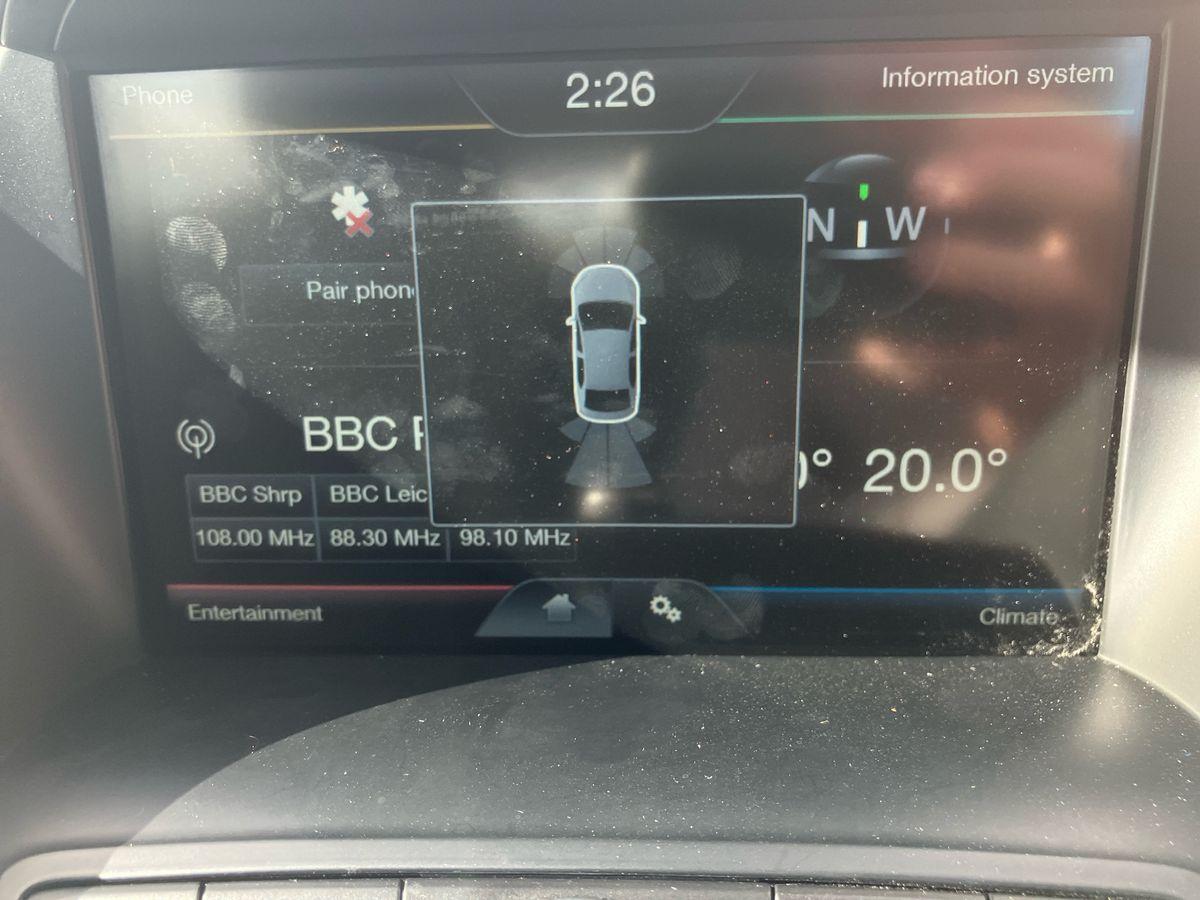 Phone
2:26
Information system
N W
Pair phon
BBC
20.0°
BBC Shrp BBC Leic
108.00 MHz 88.30 MHz 98.10 MHz
Entertainment
Climate